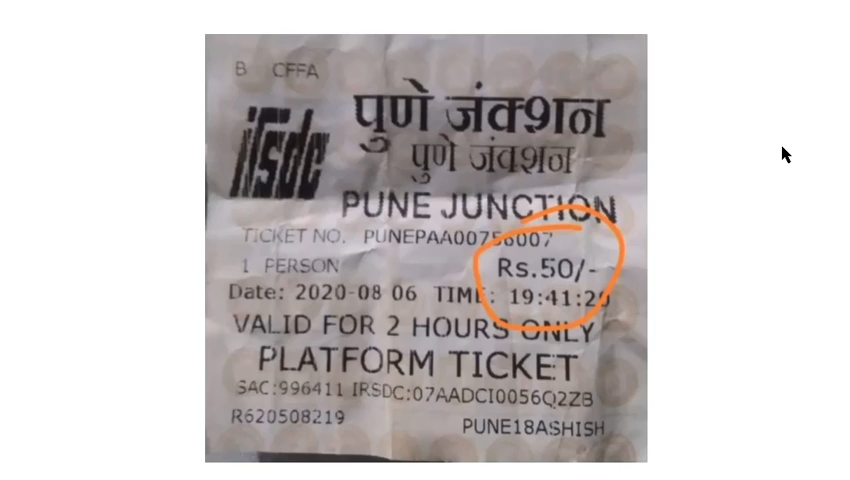 B CFFA
irsdc
पुणे जंक्शन
पुणे जंक्शन
PUNE JUNCTION
TICKET NO. PUNEPAA00756007
1 PERSON Rs.50/-
Date: 2020-08 06 TIME: 19:41:20
VALID FOR 2 HOURS ONLY
PLATFORM TICKET
SAC:996411 IRSDC:07AADCI0056Q2ZB
R620508219 PUNE18ASHISH